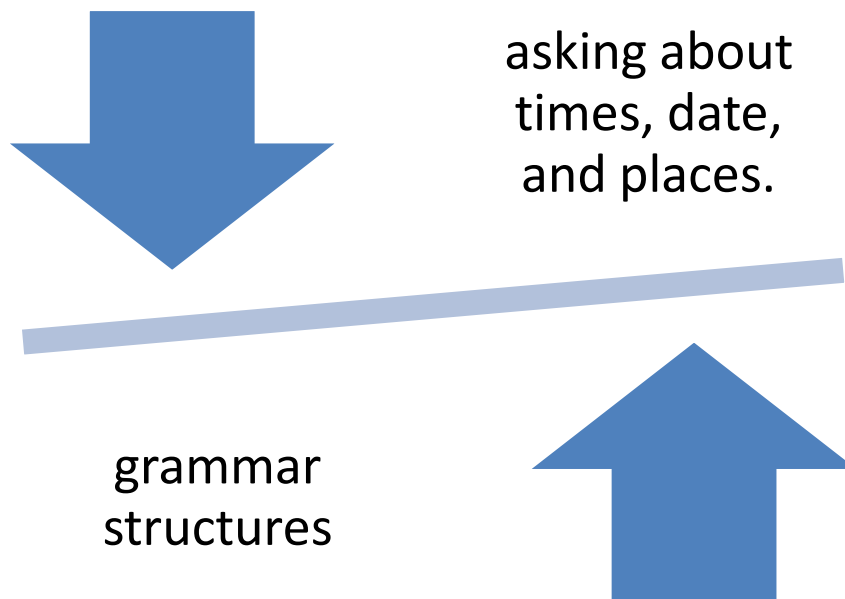 asking about
times, date,
and places.
grammar
structures